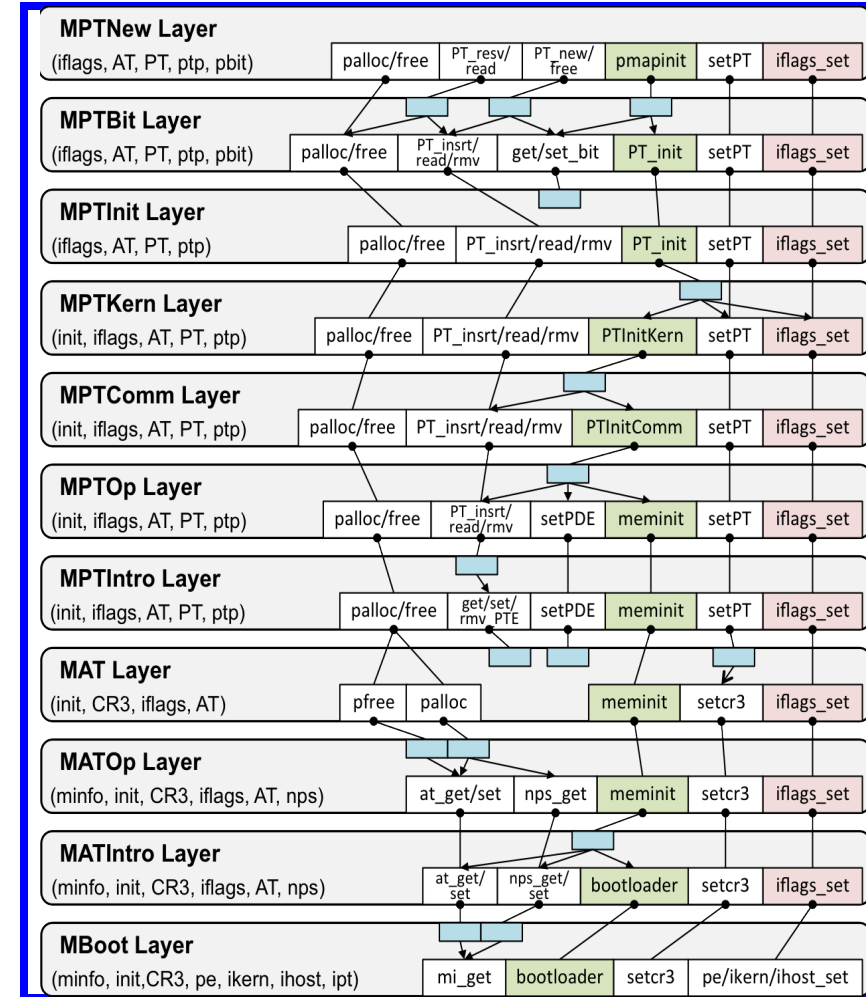 MPTNew Layer
(iflags, AT, PT, ptp, pbit)
palloc/free
PT_resv/
read
PT_new/
free
pmapinit
setPT
iflags_set
MPTBit Layer
(iflags, AT, PT, ptp, pbit)
palloc/free
PT_insrt/
read/rmv
get/set_bit
PT_init
setPT
iflags_set
MPTInit Layer
(iflags, AT, PT, ptp)
palloc/free
PT_insrt/read/rmv
PT_init
setPT
iflags_set
MPTKern Layer
(init, iflags, AT, PT, ptp)
palloc/free
PT_insrt/read/rmv
PTInitKern
setPT
iflags_set
MPTComm Layer
(init, iflags, AT, PT, ptp)
palloc/free
PT_insrt/read/rmv
PTInitComm
setPT
iflags_set
MPTOp Layer
(init, iflags, AT, PT, ptp)
palloc/free
PT_insrt/
read/rmv
setPDE
meminit
setPT
iflags_set
MPTIntro Layer
(init, iflags, AT, PT, ptp)
palloc/free
get/set/
rmv_PTE
setPDE
meminit
setPT
iflags_set
MAT Layer
(init, CR3, iflags, AT)
pfree
palloc
meminit
setcr3
iflags_set
MATOp Layer
(minfo, init, CR3, iflags, AT, nps)
at_get/set
nps_get
meminit
setcr3
iflags_set
MATIntro Layer
(minfo, init, CR3, iflags, AT, nps)
at_get/
set
nps_get/
set
bootloader
setcr3
iflags_set
MBoot Layer
(minfo, init,CR3, pe, ikern, ihost, ipt)
mi_get
bootloader
setcr3
pe/ikern/ihost_set